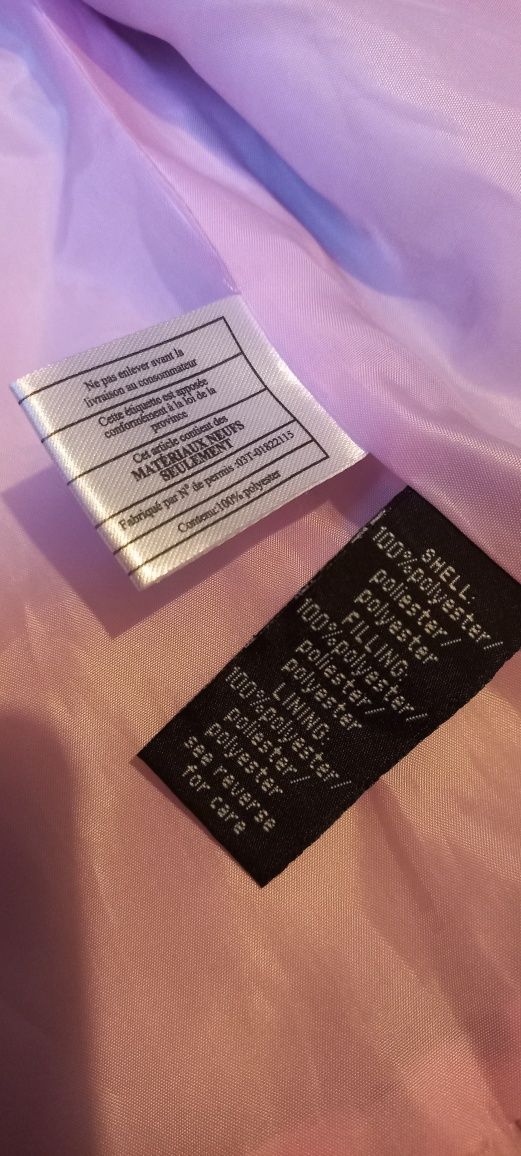 Ne pas enlever avant la
livraison au consommateur
Cette étiquette est apposée
conformément à la loi de la
province
Cet article contient des
MATERIAUX NEUFS
SEULEMENT
Fabriqué par N° de permis :03T-01822115
Contenu:100% polyester
SHELL:
100%polyester/
poliester/
polyester
FILLING:
100%polyester/
poliester/
polyester
LINING:
100%polyester/
poliester/
polyester
see reverse
for care